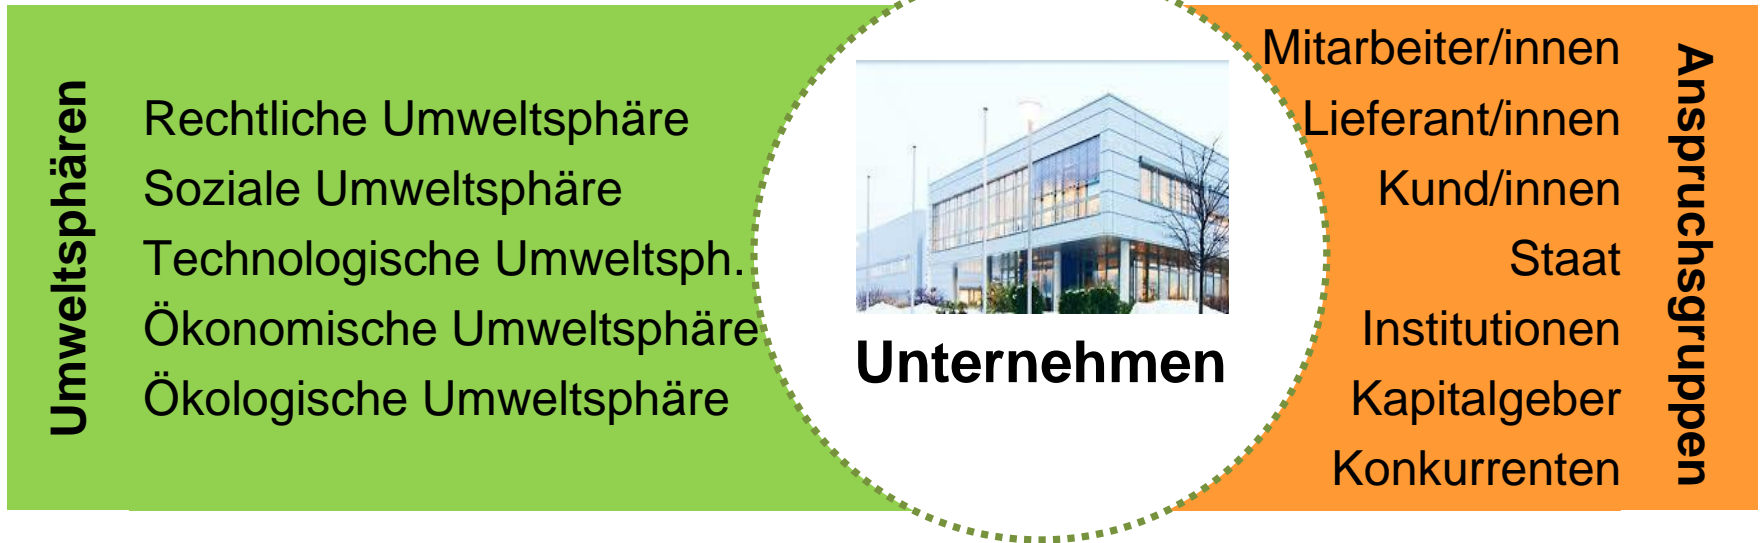 Umweltsphären
Rechtliche Umweltsphäre
Soziale Umweltsphäre
Technologische Umweltsph.
Ökonomische Umweltsphäre
Ökologische Umweltsphäre
Unternehmen
Mitarbeiter/innen
Lieferant/innen
Kund/innen
Staat
Institutionen
Kapitalgeber
Konkurrenten
Anspruchsgruppen